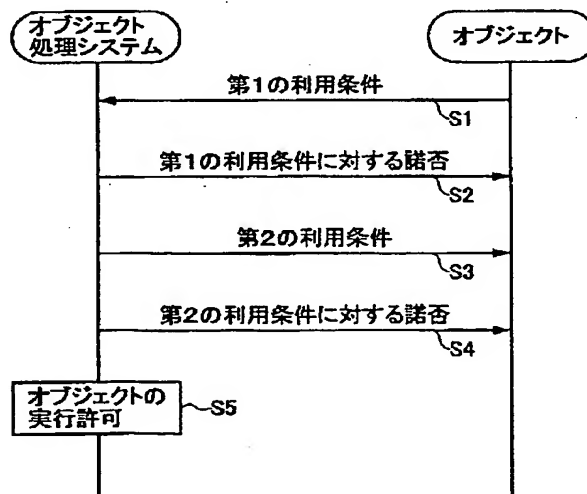 オブジェクト
処理システム
オブジェクト
第1の利用条件
S1
第1の利用条件に対する諾否
S2
第2の利用条件
S3
第2の利用条件に対する諾否
S4
オブジェクトの
実行許可
S5